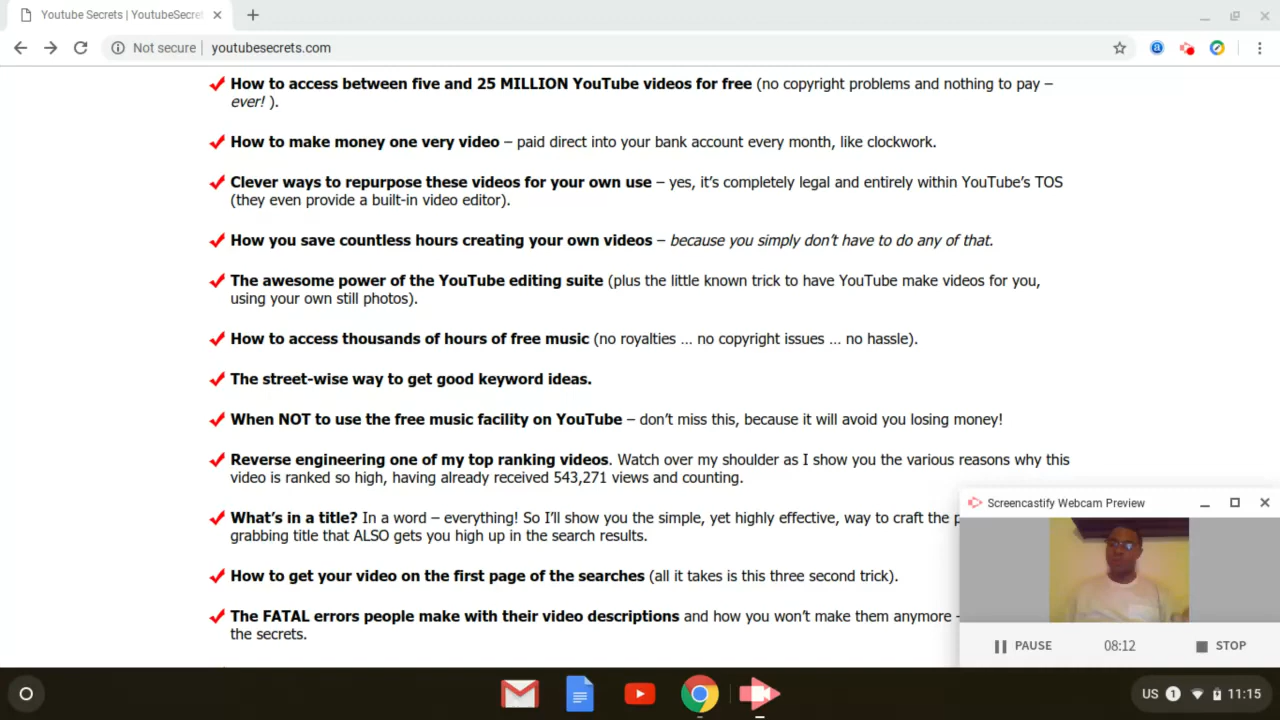 Youtube Secrets | YoutubeSecret
Not secure
youtubesecrets.com
How to access between five and 25 MILLION YouTube videos for free (no copyright problems and nothing to pay –
ever! ).
How to make money one very video – paid direct into your bank account every month, like clockwork.
Clever ways to repurpose these videos for your own use – yes, it’s completely legal and entirely within YouTube’s TOS
(they even provide a built-in video editor).
How you save countless hours creating your own videos – because you simply don’t have to do any of that.
The awesome power of the YouTube editing suite (plus the little known trick to have YouTube make videos for you,
using your own still photos).
How to access thousands of hours of free music (no royalties … no copyright issues … no hassle).
The street-wise way to get good keyword ideas.
When NOT to use the free music facility on YouTube – don’t miss this, because it will avoid you losing money!
Reverse engineering one of my top ranking videos. Watch over my shoulder as I show you the various reasons why this
video is ranked so high, having already received 543,271 views and counting.
What’s in a title? In a word – everything! So I’ll show you the simple, yet highly effective, way to craft the
grabbing title that ALSO gets you high up in the search results.
How to get your video on the first page of the searches (all it takes is this three second trick).
The FATAL errors people make with their video descriptions and how you won’t make them anymore –
the secrets.
Screencastify Webcam Preview
PAUSE
08:12
STOP
US
1
11:15